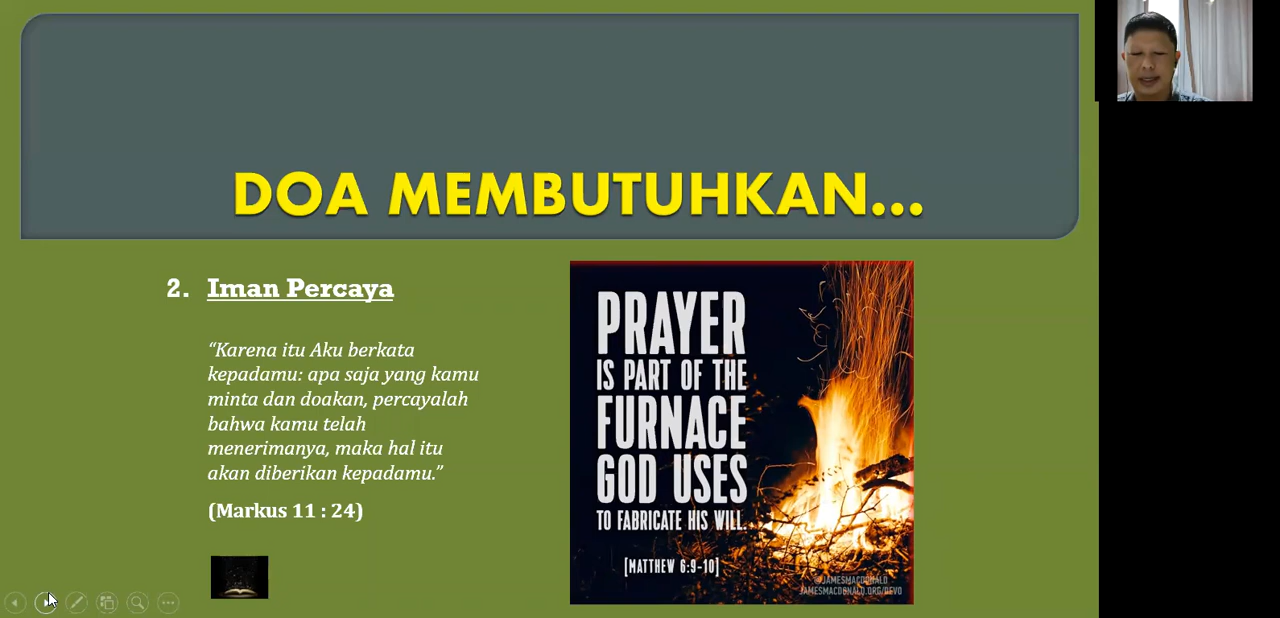 DOA MEMBUTUHKAN...
2. Iman Percaya
“Karena itu Aku berkata
kepadamu: apa saja yang kamu
minta dan doakan, percayalah
bahwa kamu telah
menerimanya, maka hal itu
akan diberikan kepadamu.”
(Markus 11 : 24)
PRAYER
IS PART OF THE
FURNACE
GOD USES
TO FABRICATE HIS WILL.
[MATTHEW 6:9-10]
@JAMESMACDONALD
JAMESMACDONALD.ORG/DEVO